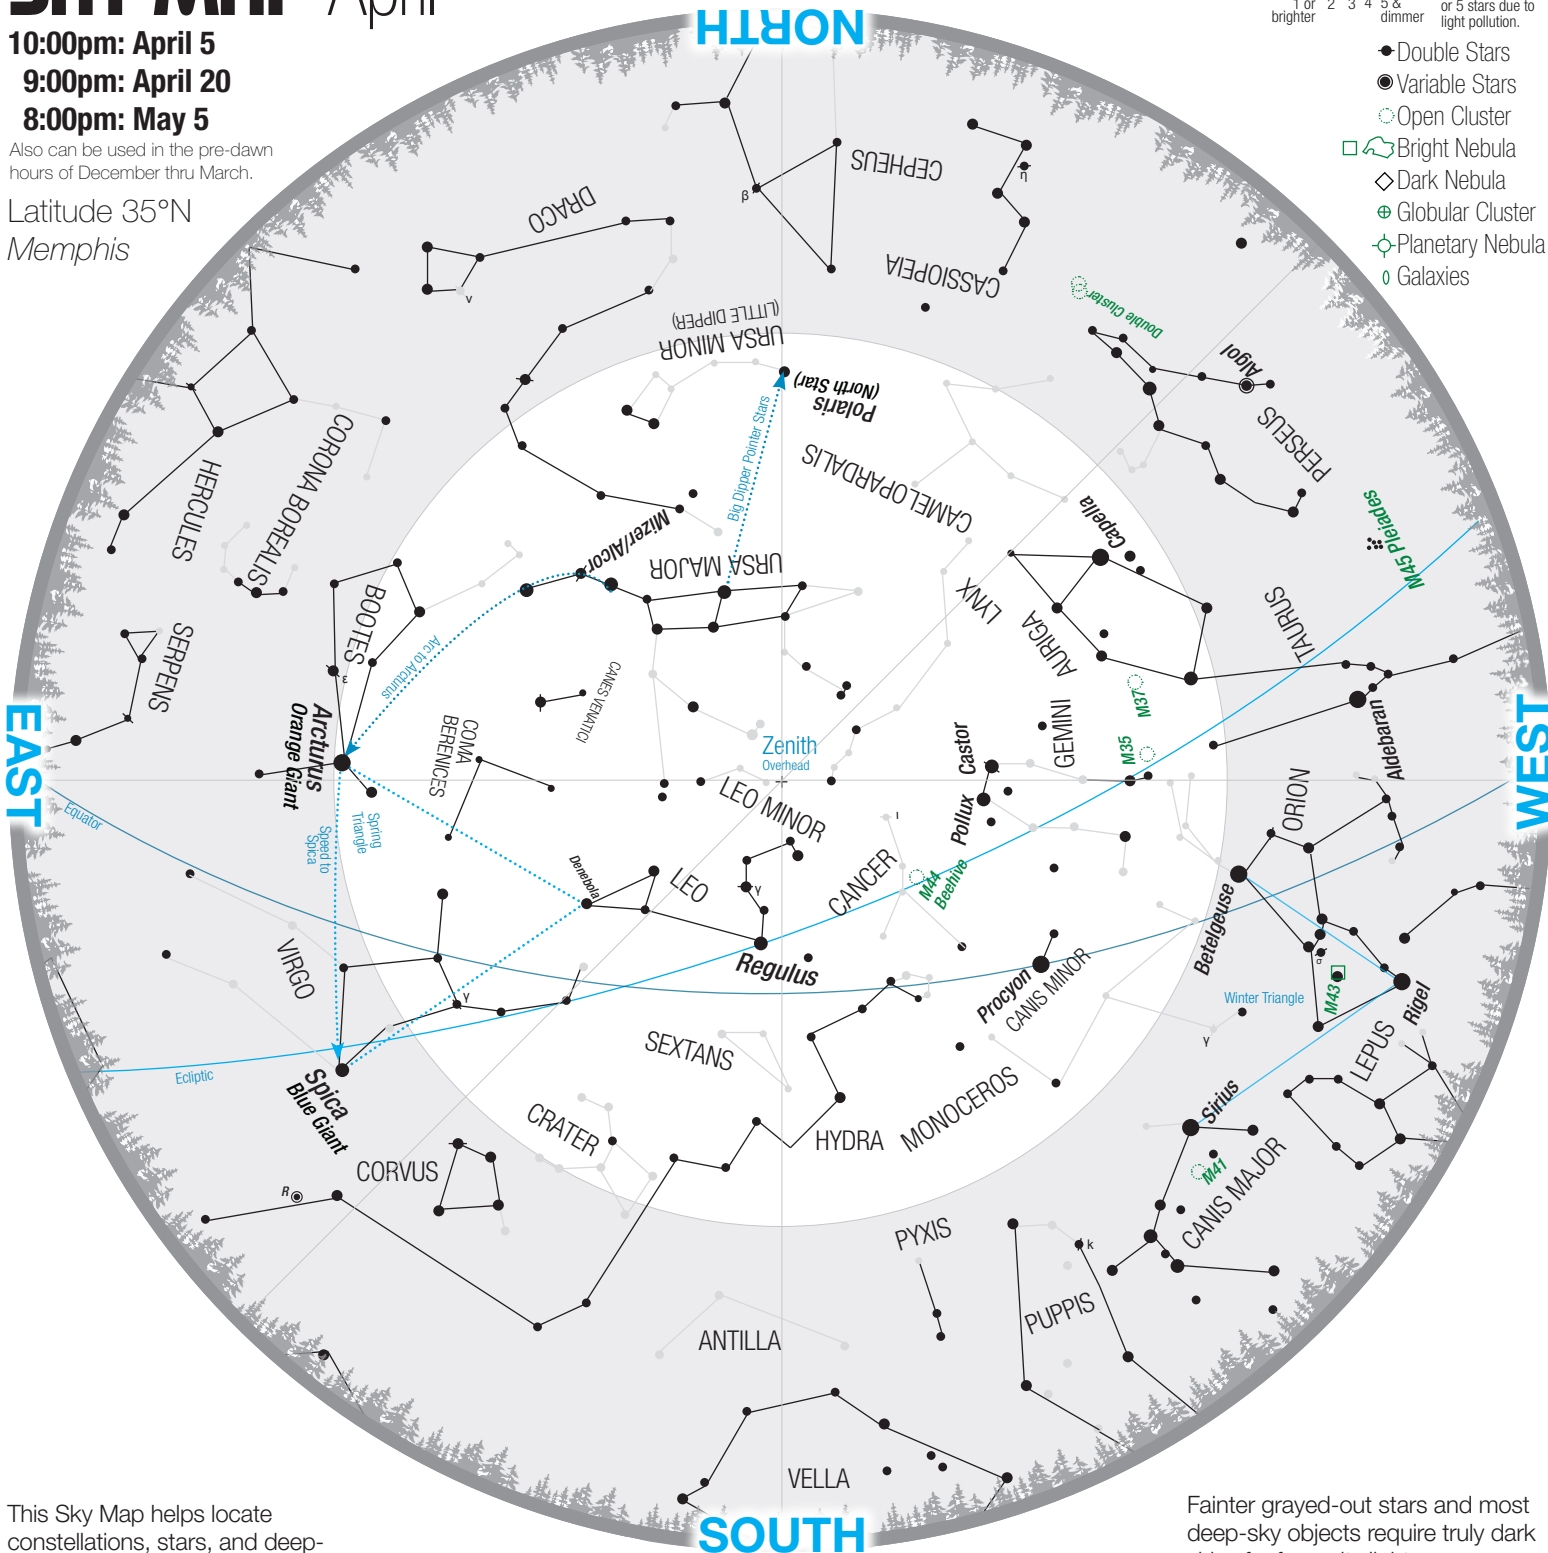 SKY MAP April
10:00pm: April 5
9:00pm: April 20
8:00pm: May 5
Also can be used in the pre-dawn
hours of December thru March.
Latitude 35°N
Memphis
1 or
brighter
2
3
4
5 &
dimmer
or 5 stars due to
light pollution.
Double Stars
Variable Stars
Open Cluster
Bright Nebula
Dark Nebula
Globular Cluster
Planetary Nebula
Galaxies
NORTH
CEPHEUS
β
η
DRACO
ν
CASSIOPEIA
Double Cluster
URSA MINOR
(LITTLE DIPPER)
Polaris
(North Star)
Algol
PERSEUS
CAMELOPARDALIS
Big Dipper Pointer Stars
CORONA BOREALIS
HERCULES
Mizer/Alcor
URSA MAJOR
Capella
M45 Pleiades
LYNX
AURIGA
TAURUS
BOOTES
ε
SERPENS
Arc to Arcturus
CANES VENATICI
COMA
BERENICES
Arcturus
Orange Giant
EAST
Zenith
Overhead
LEO MINOR
Castor
Pollux
GEMINI
M37
M35
Aldebaran
WEST
ORION
Equator
Speed to
Spica
Spring
Triangle
Denebola
LEO
γ
CANCER
ι
M44
Beehive
Regulus
VIRGO
γ
Betelgeuse
σ
M43
Rigel
Winter Triangle
Procyon
CANIS MINOR
γ
LEPUS
SEXTANS
MONOCEROS
Ecliptic
Spica
Blue Giant
CRATER
HYDRA
Sirius
M41
CANIS MAJOR
CORVUS
R
PYXIS
k
PUPPIS
ANTILLA
VELLA
SOUTH
This Sky Map helps locate
constellations, stars, and deep-
Fainter grayed-out stars and most
deep-sky objects require truly dark